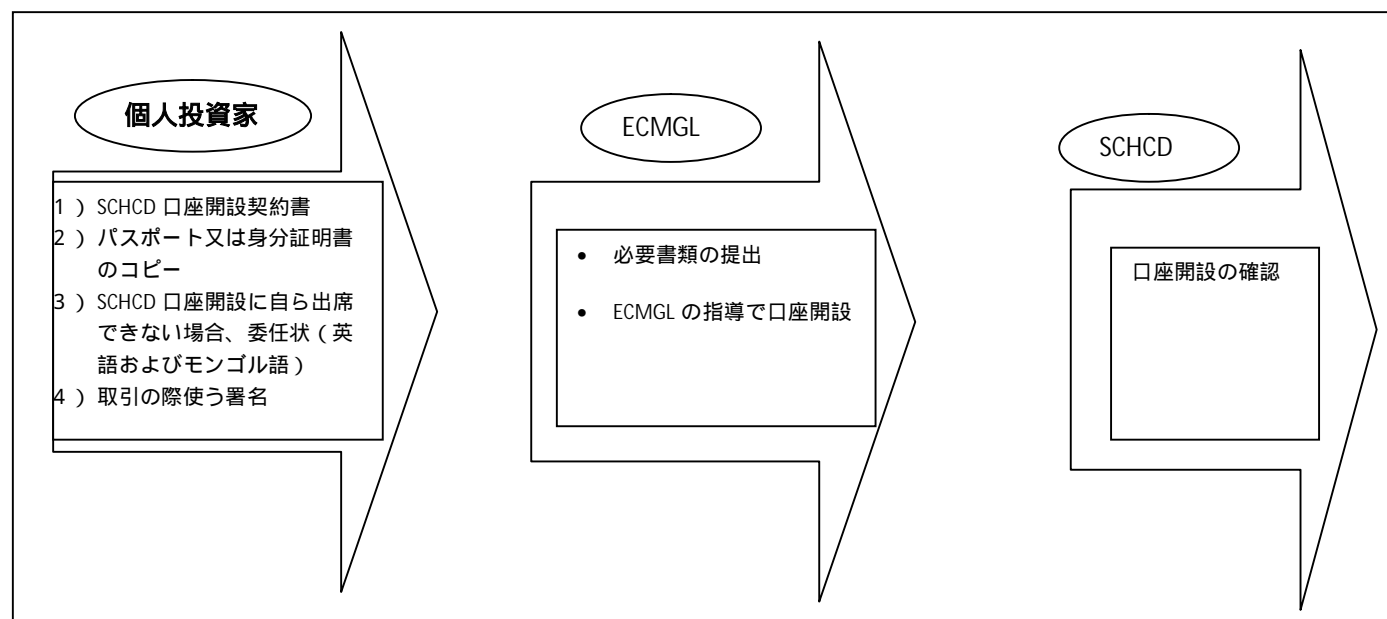 個人投資家
1 ） SCHCD 口座開設契約書
2 ） パスポート又は身分証明書
のコピー
3 ） SCHCD 口座開設に自ら出席
できない場合、委任状（英
語およびモンゴル語）
4 ） 取引の際使う署名
ECMGL
• 必要書類の提出
• ECMGL の指導で口座開設
SCHCD
口座開設の確認